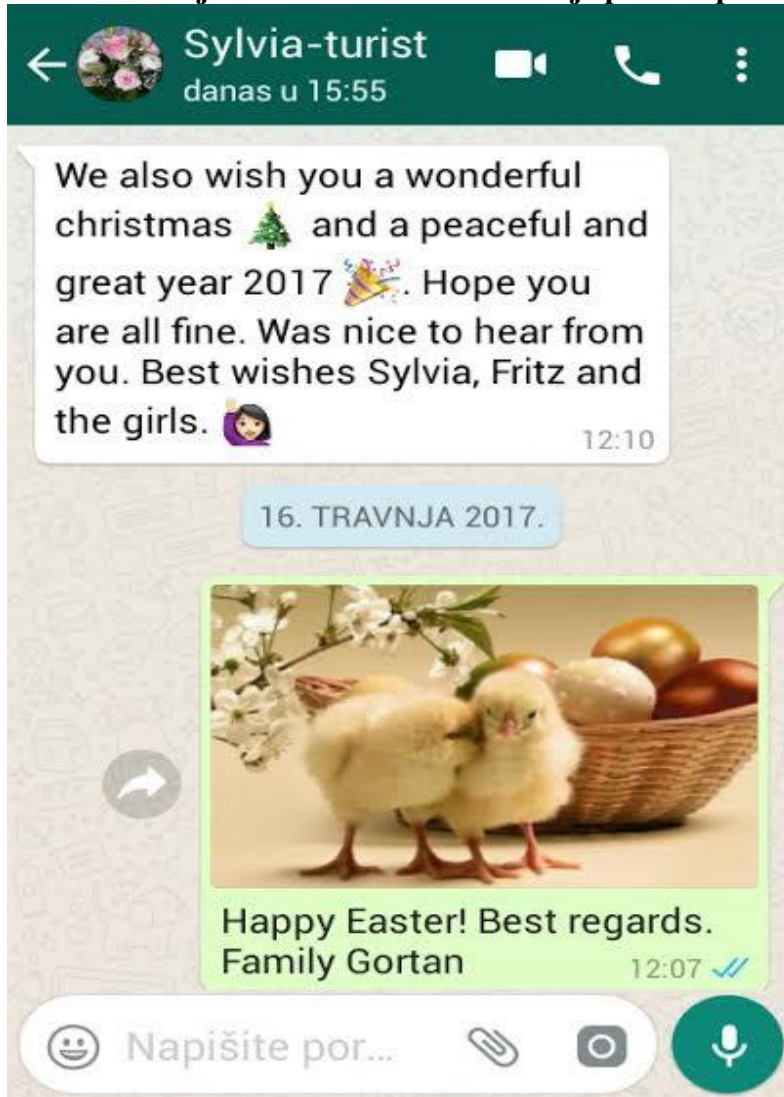 Sylvia-turist
danas u 15:55
We also wish you a wonderful
christmas 🎄 and a peaceful and
great year 2017 🎉. Hope you
are all fine. Was nice to hear from
you. Best wishes Sylvia, Fritz and
the girls. 🙋🏻‍♀️
12:10
16. TRAVNJA 2017.
Happy Easter! Best regards.
Family Gortan
12:07
Napišite por...